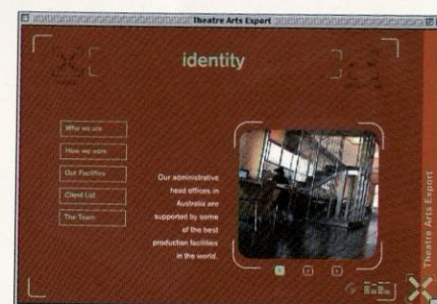 Theatre Arts Export
identity
Who we are
How we work
Our Facilities
Client List
The Team
Our administrative
head offices in
Australia are
supported by some
of the best
production facilities
in the world.
Theatre Arts Export